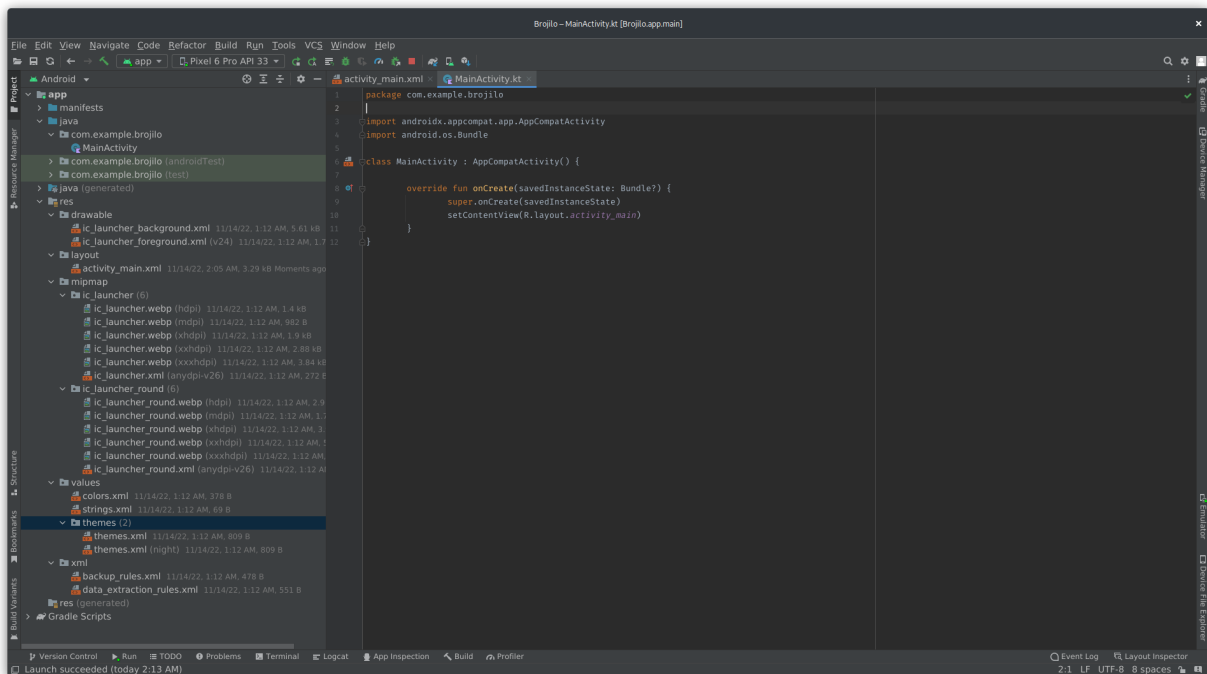 Brojilo – MainActivity.kt [Brojilo.app.main]
File Edit View Navigate Code Refactor Build Run Tools VCS Window Help
app Pixel 6 Pro API 33
Android activity_main.xml MainActivity.kt
Project
Resource Manager
Structure
Bookmarks
Build Variants
app
manifests
java
com.example.brojilo
MainActivity
com.example.brojilo (androidTest)
com.example.brojilo (test)
java (generated)
res
drawable
ic_launcher_background.xml 11/14/22, 1:12 AM, 5.61 kB
ic_launcher_foreground.xml (v24) 11/14/22, 1:12 AM, 1.7
layout
activity_main.xml 11/14/22, 2:05 AM, 3.29 kB Moments ago
mipmap
ic_launcher (6)
ic_launcher.webp (hdpi) 11/14/22, 1:12 AM, 1.4 kB
ic_launcher.webp (mdpi) 11/14/22, 1:12 AM, 982 B
ic_launcher.webp (xhdpi) 11/14/22, 1:12 AM, 1.9 kB
ic_launcher.webp (xxhdpi) 11/14/22, 1:12 AM, 2.88 kB
ic_launcher.webp (xxxhdpi) 11/14/22, 1:12 AM, 3.84 kB
ic_launcher.xml (anydpi-v26) 11/14/22, 1:12 AM, 272 B
ic_launcher_round (6)
ic_launcher_round.webp (hdpi) 11/14/22, 1:12 AM, 2.9
ic_launcher_round.webp (mdpi) 11/14/22, 1:12 AM, 1.
ic_launcher_round.webp (xhdpi) 11/14/22, 1:12 AM, 3.
ic_launcher_round.webp (xxhdpi) 11/14/22, 1:12 AM,
ic_launcher_round.webp (xxxhdpi) 11/14/22, 1:12 AM,
ic_launcher_round.xml (anydpi-v26) 11/14/22, 1:12 A
values
colors.xml 11/14/22, 1:12 AM, 378 B
strings.xml 11/14/22, 1:12 AM, 69 B
themes (2)
themes.xml 11/14/22, 1:12 AM, 809 B
themes.xml (night) 11/14/22, 1:12 AM, 809 B
xml
backup_rules.xml 11/14/22, 1:12 AM, 478 B
data_extraction_rules.xml 11/14/22, 1:12 AM, 551 B
res (generated)
Gradle Scripts
1 package com.example.brojilo
2
3 import androidx.appcompat.app.AppCompatActivity
4 import android.os.Bundle
5
6 class MainActivity : AppCompatActivity() {
7
8 override fun onCreate(savedInstanceState: Bundle?) {
9 super.onCreate(savedInstanceState)
10 setContentView(R.layout.activity_main)
11 }
12 }
Gradle
Device Manager
Emulator
Device File Explorer
Version Control Run TODO Problems Terminal Logcat App Inspection Build Profiler Event Log Layout Inspector
Launch succeeded (today 2:13 AM) 2:1 LF UTF-8 8 spaces